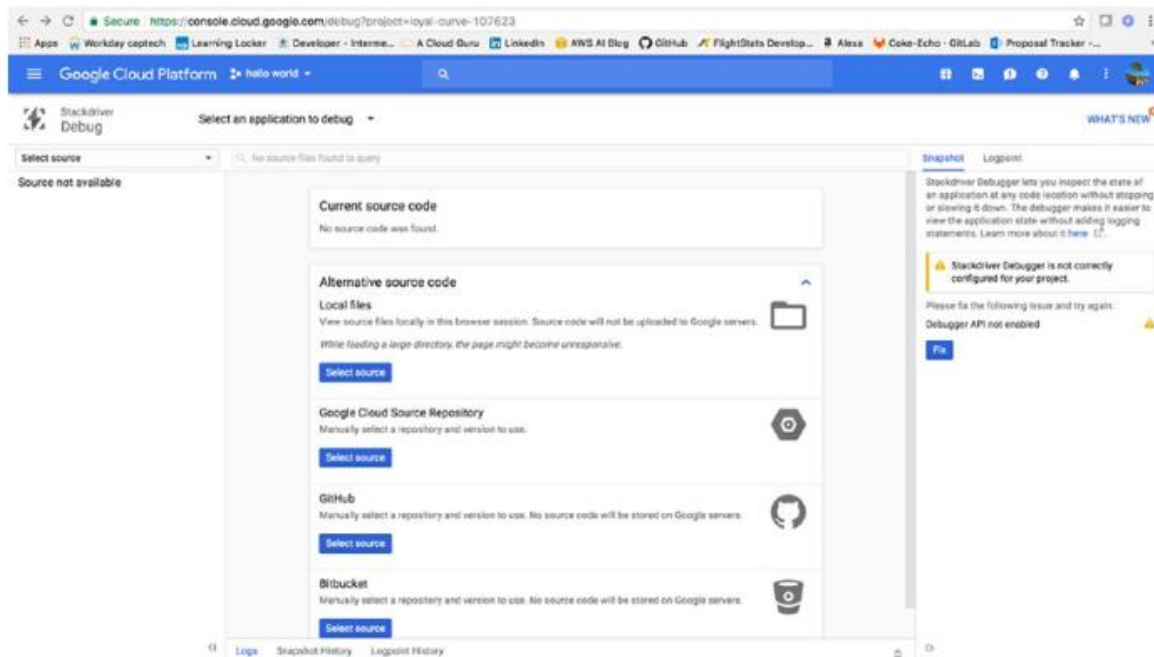 Secure https://console.cloud.google.com/debug?project=loyal-curve-107623
Apps Workday captech Learning Locker Developer - Interme... A Cloud Guru LinkedIn AWS AI Blog GitHub FlightStats Develop... Alexa Coke-Echo - GitLab Proposal Tracker -...
Google Cloud Platform hello world
Stackdriver
Debug
Select an application to debug
WHAT'S NEW
Select source
No source files found to query
Source not available
Current source code
No source code was found.
Alternative source code
Local files
View source files locally in this browser session. Source code will not be uploaded to Google servers.
While loading a large directory, the page might become unresponsive.
Select source
Google Cloud Source Repository
Manually select a repository and version to use.
Select source
GitHub
Manually select a repository and version to use. No source code will be stored on Google servers.
Select source
Bitbucket
Manually select a repository and version to use. No source code will be stored on Google servers.
Select source
Snapshot Logpoint
Stackdriver Debugger lets you inspect the state of
an application at any code location without stopping
or slowing it down. The debugger makes it easier to
view the application state without adding logging
statements. Learn more about it here
Stackdriver Debugger is not correctly
configured for your project.
Please fix the following issue and try again:
Debugger API not enabled
Fix
Logs Snapshot History Logpoint History